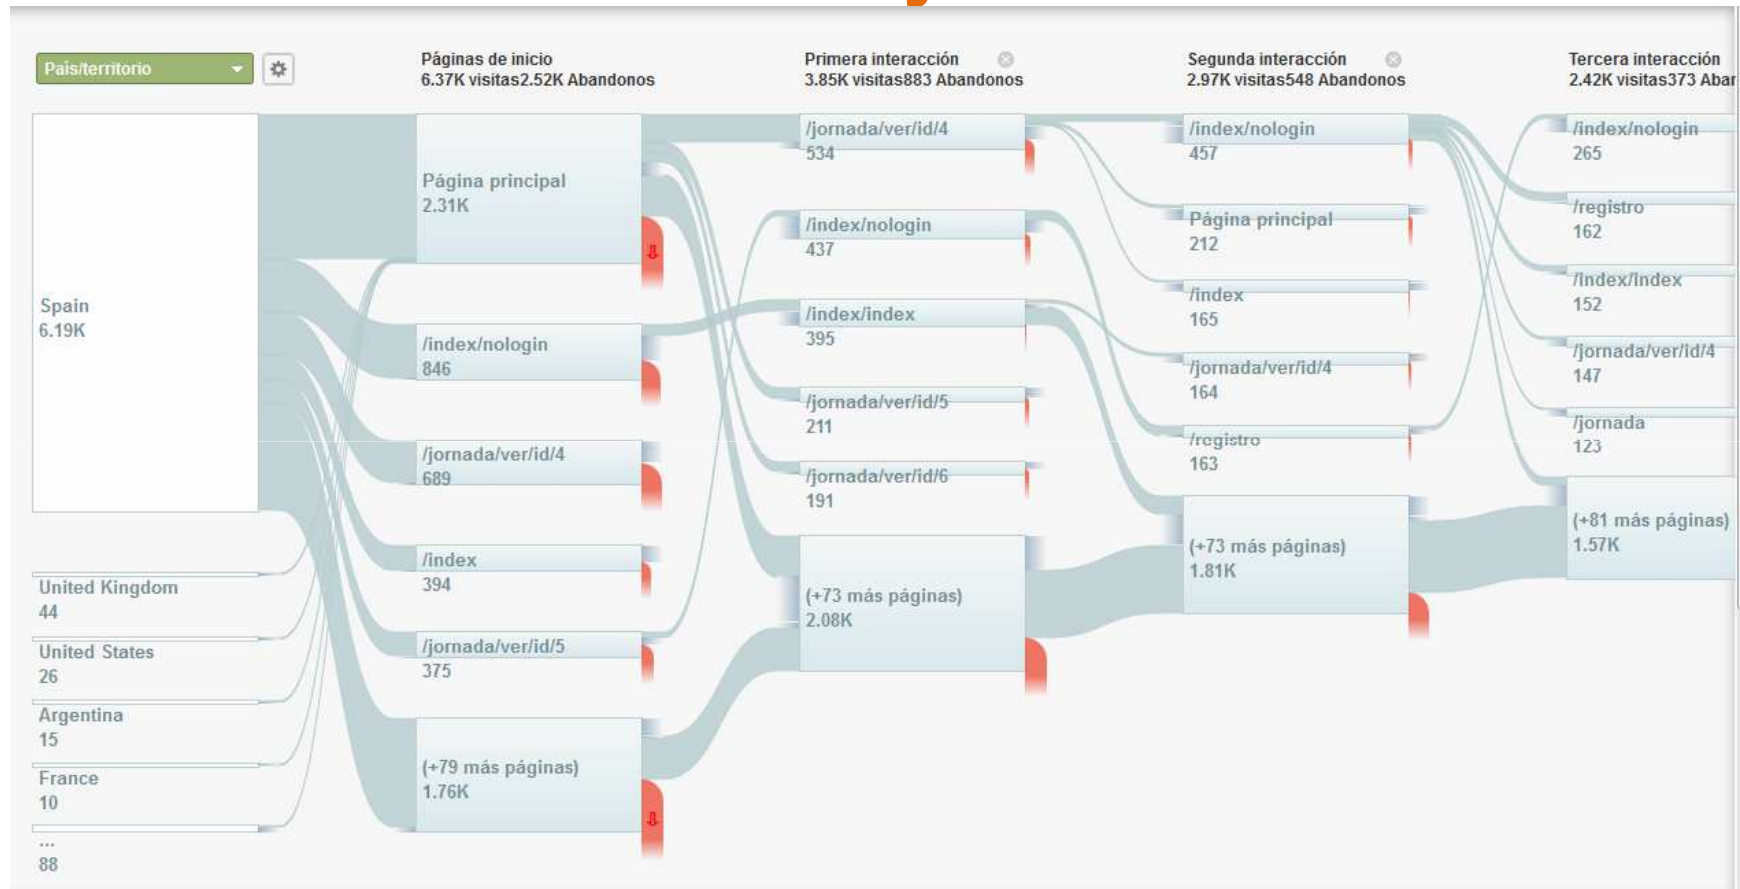 País/territorio
Páginas de inicio
6.37K visitas2.52K Abandonos
Primera interacción
3.85K visitas883 Abandonos
Segunda interacción
2.97K visitas548 Abandonos
Tercera interacción
2.42K visitas373 Aban
Spain
6.19K
United Kingdom
44
United States
26
Argentina
15
France
10
...
88
Página principal
2.31K
/index/nologin
846
/jornada/ver/id/4
689
/index
394
/jornada/ver/id/5
375
(+79 más páginas)
1.76K
/jornada/ver/id/4
534
/index/nologin
437
/index/index
395
/jornada/ver/id/5
211
/jornada/ver/id/6
191
(+73 más páginas)
2.08K
/index/nologin
457
Página principal
212
/index
165
/jornada/ver/id/4
164
/registro
163
(+73 más páginas)
1.81K
/index/nologin
265
/registro
162
/index/index
152
/jornada/ver/id/4
147
/jornada
123
(+81 más páginas)
1.57K